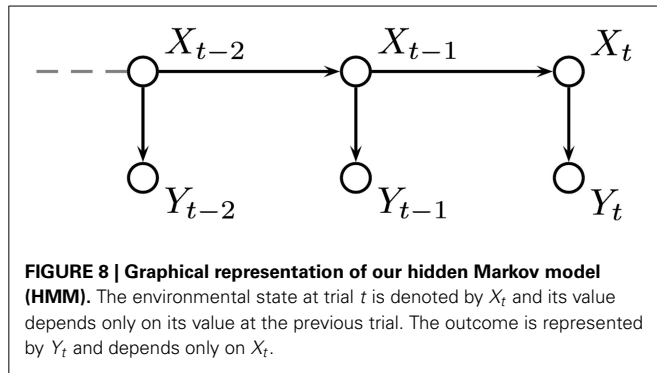 X_{t-2} X_{t-1} X_t
Y_{t-2} Y_{t-1} Y_t
FIGURE 8 | Graphical representation of our hidden Markov model
(HMM). The environmental state at trial t is denoted by X_t and its value
depends only on its value at the previous trial. The outcome is represented
by Y_t and depends only on X_t.